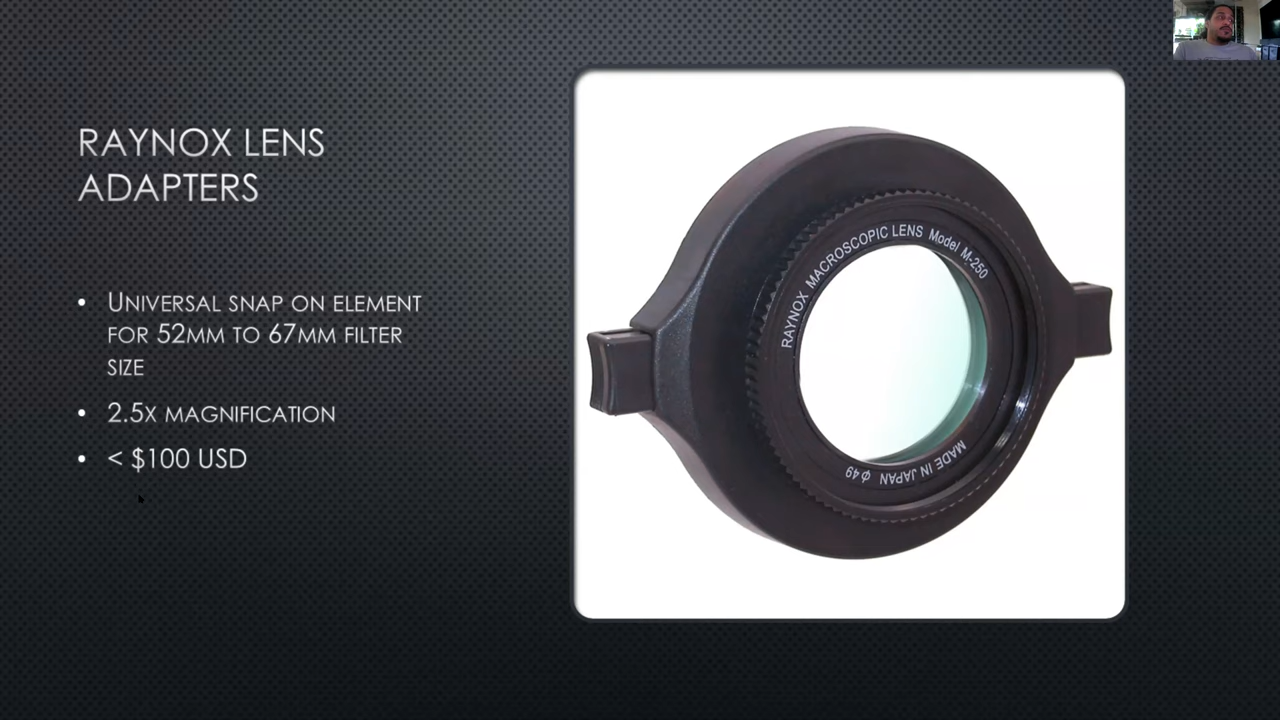 RAYNOX LENS
ADAPTERS
• UNIVERSAL SNAP ON ELEMENT
FOR 52MM TO 67MM FILTER
SIZE
• 2.5X MAGNIFICATION
• < $100 USD
RAYNOX MACROSCOPIC LENS Model M-250
MADE IN JAPAN φ49